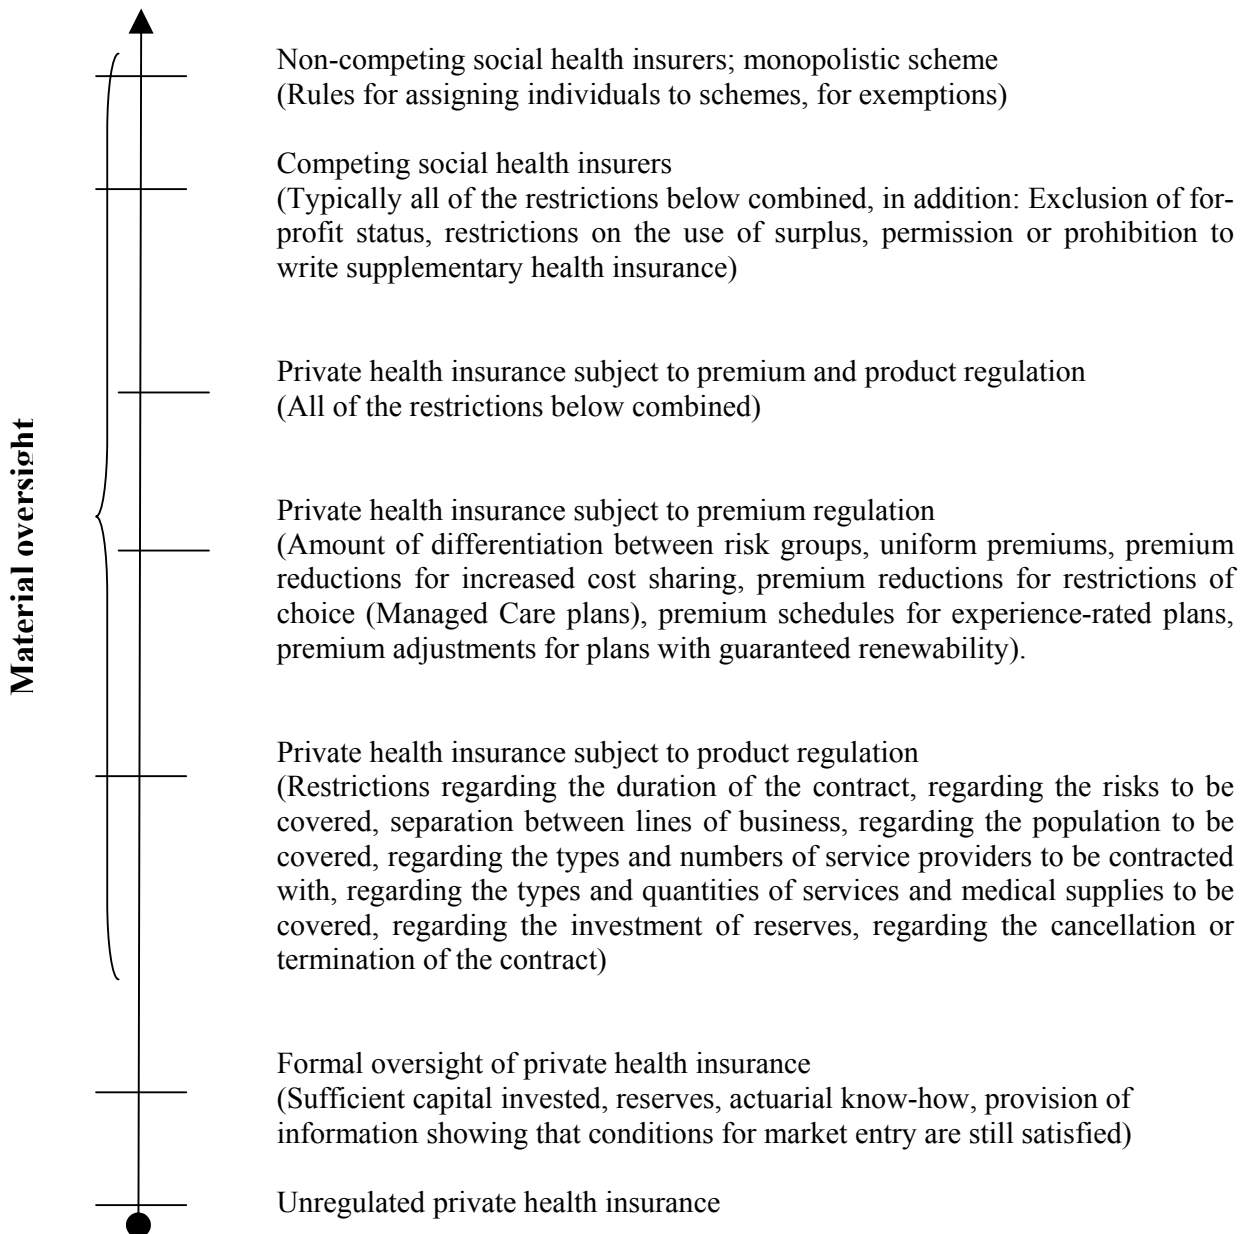 Non-competing social health insurers; monopolistic scheme
(Rules for assigning individuals to schemes, for exemptions)
Competing social health insurers
(Typically all of the restrictions below combined, in addition: Exclusion of for-
profit status, restrictions on the use of surplus, permission or prohibition to
write supplementary health insurance)
Private health insurance subject to premium and product regulation
(All of the restrictions below combined)
Material oversight
Private health insurance subject to premium regulation
(Amount of differentiation between risk groups, uniform premiums, premium
reductions for increased cost sharing, premium reductions for restrictions of
choice (Managed Care plans), premium schedules for experience-rated plans,
premium adjustments for plans with guaranteed renewability).
Private health insurance subject to product regulation
(Restrictions regarding the duration of the contract, regarding the risks to be
covered, separation between lines of business, regarding the population to be
covered, regarding the types and numbers of service providers to be contracted
with, regarding the types and quantities of services and medical supplies to be
covered, regarding the investment of reserves, regarding the cancellation or
termination of the contract)
Formal oversight of private health insurance
(Sufficient capital invested, reserves, actuarial know-how, provision of
information showing that conditions for market entry are still satisfied)
Unregulated private health insurance